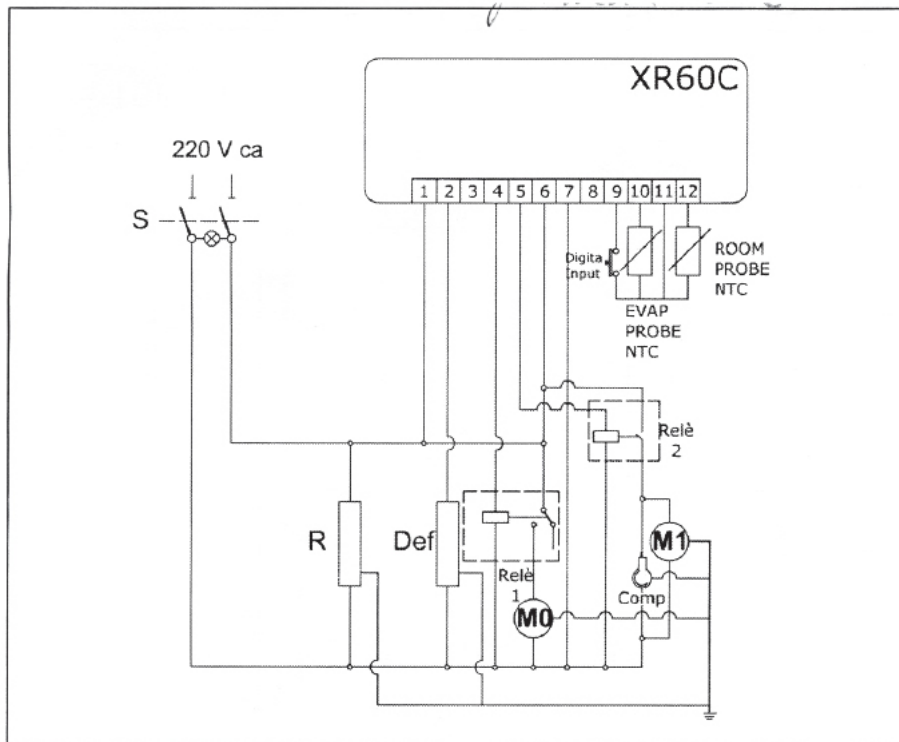 XR60C
220 V ca
1 2 3 4 5 6 7 8 9 10 11 12
S
Digita
Input
ROOM
PROBE
NTC
EVAP
PROBE
NTC
Relè
2
R
Def
Relè
1
M1
Comp
M0